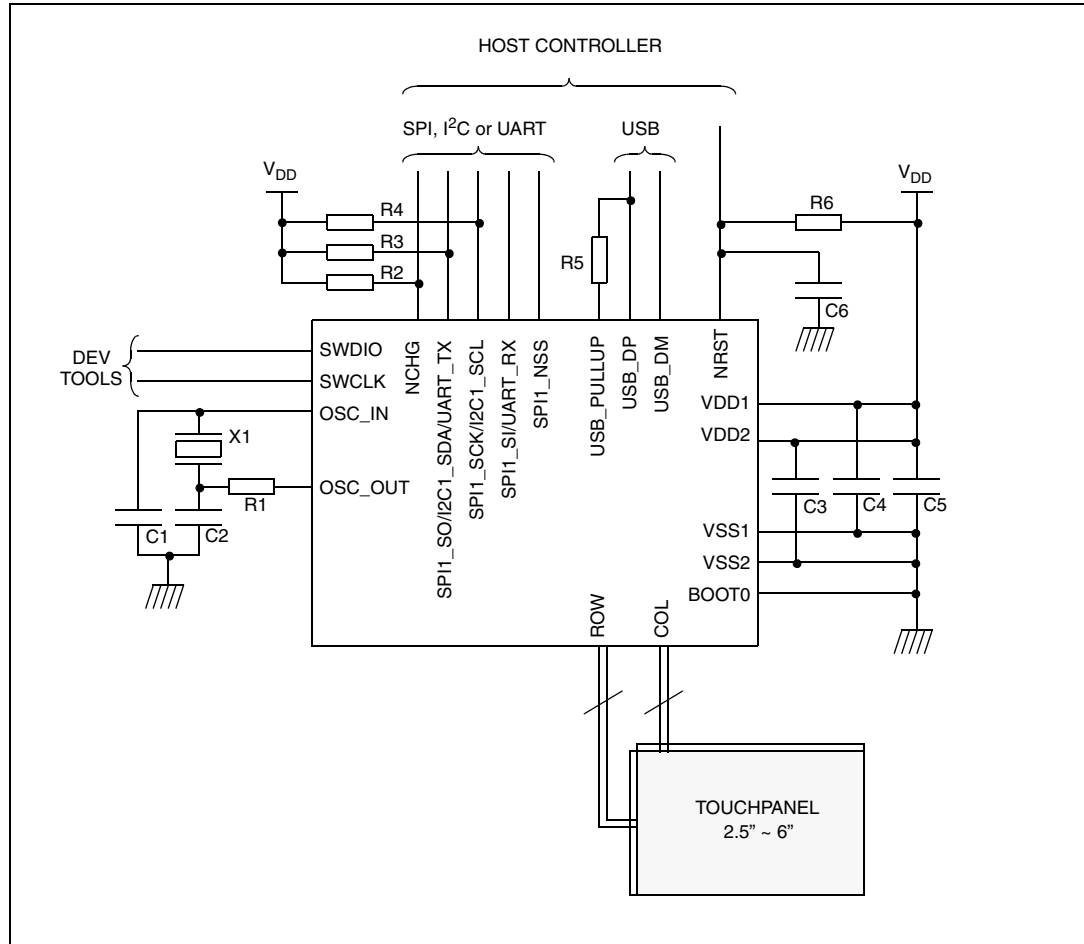 HOST CONTROLLER
SPI, I²C or UART
USB
V_DD
V_DD
R4
R3
R2
R5
R6
C6
DEV
TOOLS
SWDIO
SWCLK
OSC_IN
OSC_OUT
X1
R1
C1
C2
NCHG
SPI1_SO/I2C1_SDA/UART_TX
SPI1_SCK/I2C1_SCL
SPI1_SI/UART_RX
SPI1_NSS
USB_PULLUP
USB_DP
USB_DM
NRST
VDD1
VDD2
C3
C4
C5
VSS1
VSS2
BOOT0
ROW
COL
TOUCHPANEL
2.5” ~ 6”